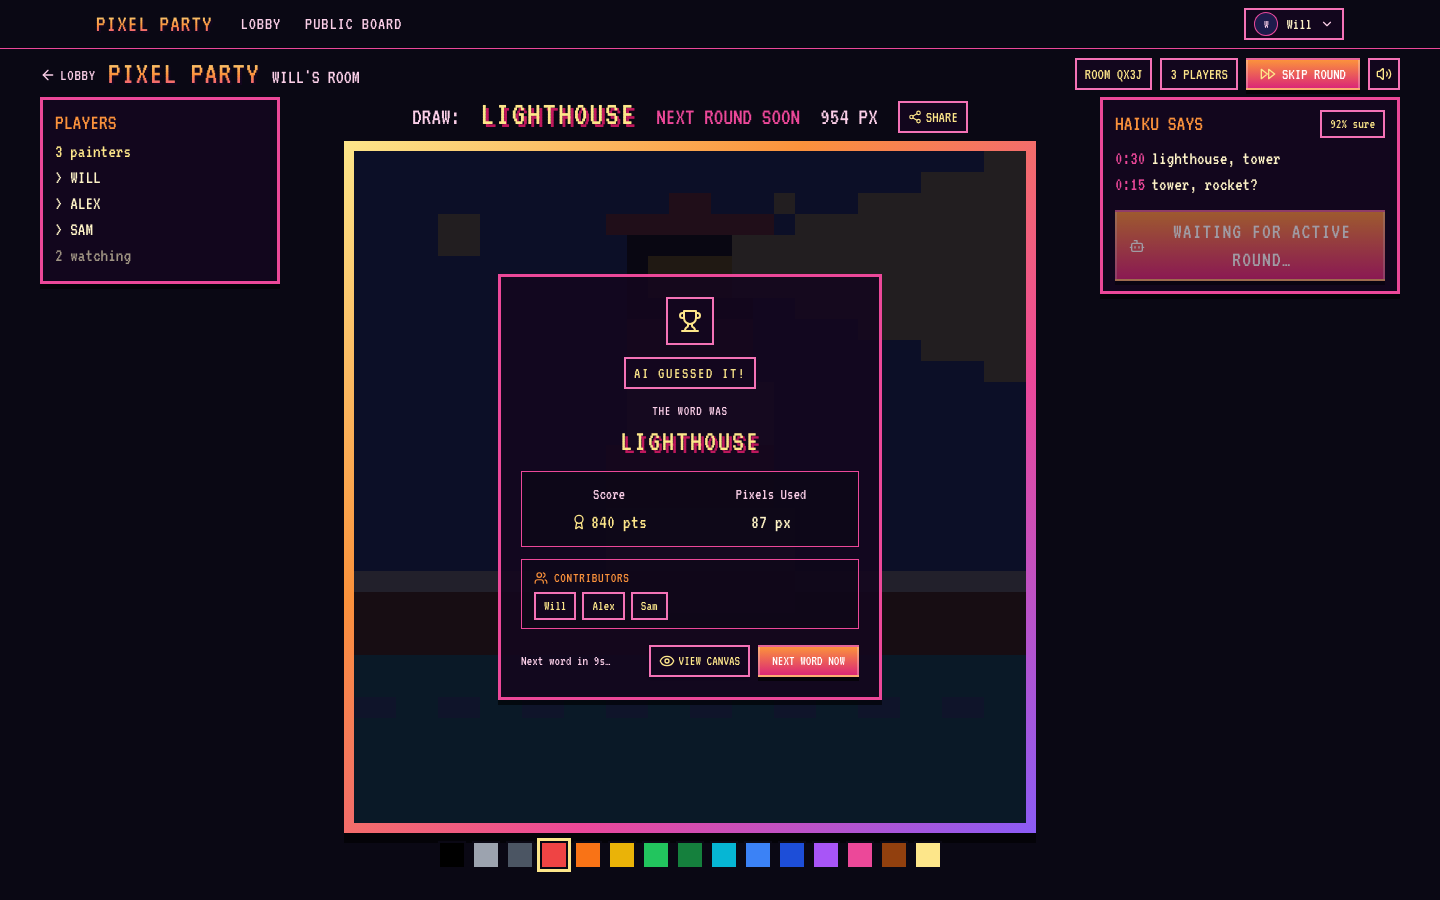 PIXEL PARTY LOBBY PUBLIC BOARD W Will
LOBBY PIXEL PARTY WILL'S ROOM ROOM QX3J 3 PLAYERS SKIP ROUND
PLAYERS
3 painters
WILL
ALEX
SAM
2 watching
DRAW: LIGHTHOUSE NEXT ROUND SOON 954 PX SHARE
AI GUESSED IT!
THE WORD WAS
LIGHTHOUSE
Score Pixels Used
840 pts 87 px
CONTRIBUTORS
Will Alex Sam
Next word in 9s… VIEW CANVAS NEXT WORD NOW
HAIKU SAYS 92% sure
0:30 lighthouse, tower
0:15 tower, rocket?
WAITING FOR ACTIVE
ROUND…